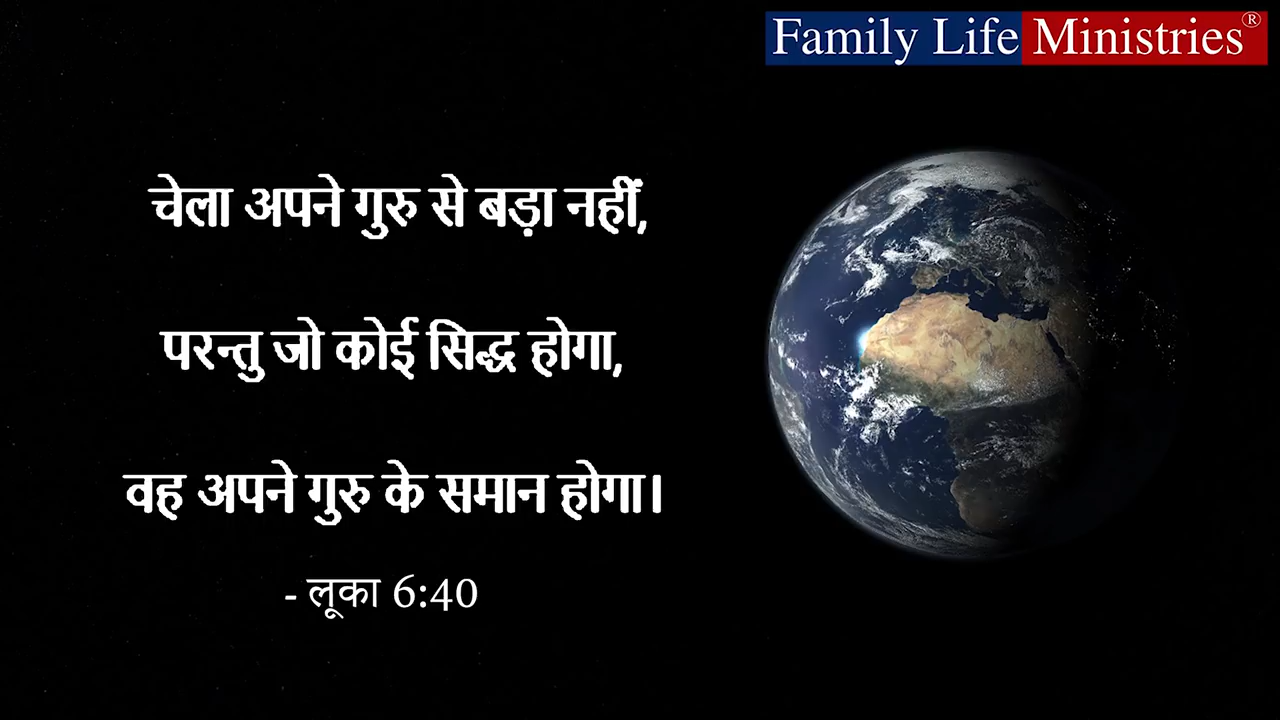 Family Life Ministries®
चेला अपने गुरु से बड़ा नहीं,
परन्तु जो कोई सिद्ध होगा,
वह अपने गुरु के समान होगा।
- लूका 6:40